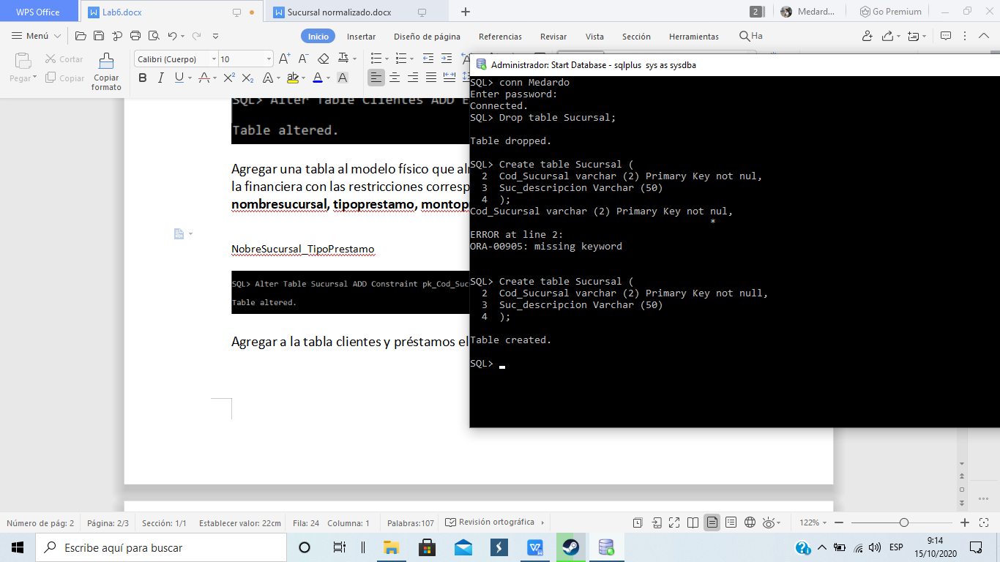 WPS Office
Lab6.docx
Sucursal normalizado.docx
2
Medard...
Go Premium
Menú
Inicio
Insertar
Diseño de página
Referencias
Revisar
Vista
Sección
Herramientas
Ha
Pegar
Cortar
Copiar
Copiar
formato
Calibri (Cuerpo)
10
Administrador: Start Database - sqlplus sys as sysdba
SQL> Alter Table Clientes ADD E
Table altered.
Agregar una tabla al modelo físico que al
la financiera con las restricciones corresp
nombresucursal, tipoprestamo, montop
NobreSucursal_TipoPrestamo
SQL> Alter Table Sucursal ADD Constraint pk_Cod_Suc
Table altered.
Agregar a la tabla clientes y préstamos el
SQL> conn Medardo
Enter password:
Connected.
SQL> Drop table Sucursal;
Table dropped.
SQL> Create table Sucursal (
2 Cod_Sucursal varchar (2) Primary Key not nul,
3 Suc_descripcion Varchar (50)
4 );
Cod_Sucursal varchar (2) Primary Key not nul,
*
ERROR at line 2:
ORA-00905: missing keyword
SQL> Create table Sucursal (
2 Cod_Sucursal varchar (2) Primary Key not null,
3 Suc_descripcion Varchar (50)
4 );
Table created.
SQL>
Número de pág: 2
Página: 2/3
Sección: 1/1
Establecer valor: 22cm
Fila: 24
Columna: 1
Palabras:107
Revisión ortográfica
122%
Escribe aquí para buscar
ESP
9:14
15/10/2020